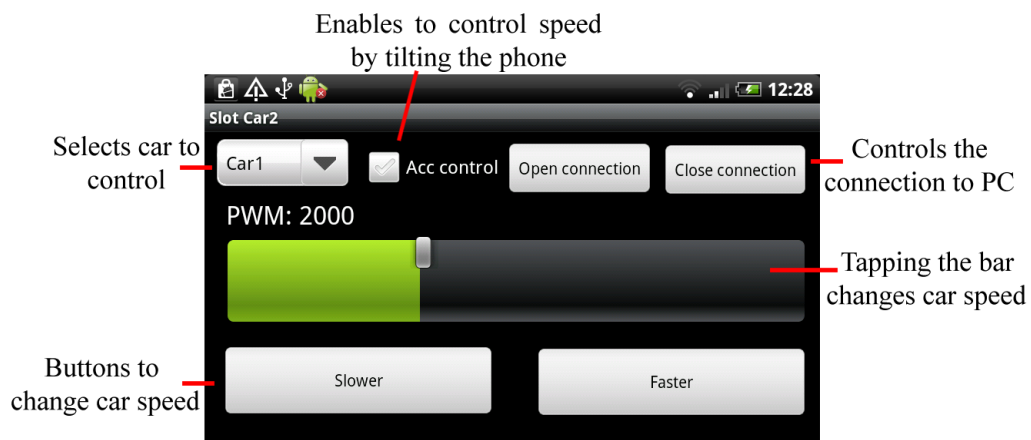 Enables to control speed
by tilting the phone
12:28
Slot Car2
Selects car to
control
Car1
Acc control
Open connection
Close connection
Controls the
connection to PC
PWM: 2000
Tapping the bar
changes car speed
Buttons to
change car speed
Slower
Faster